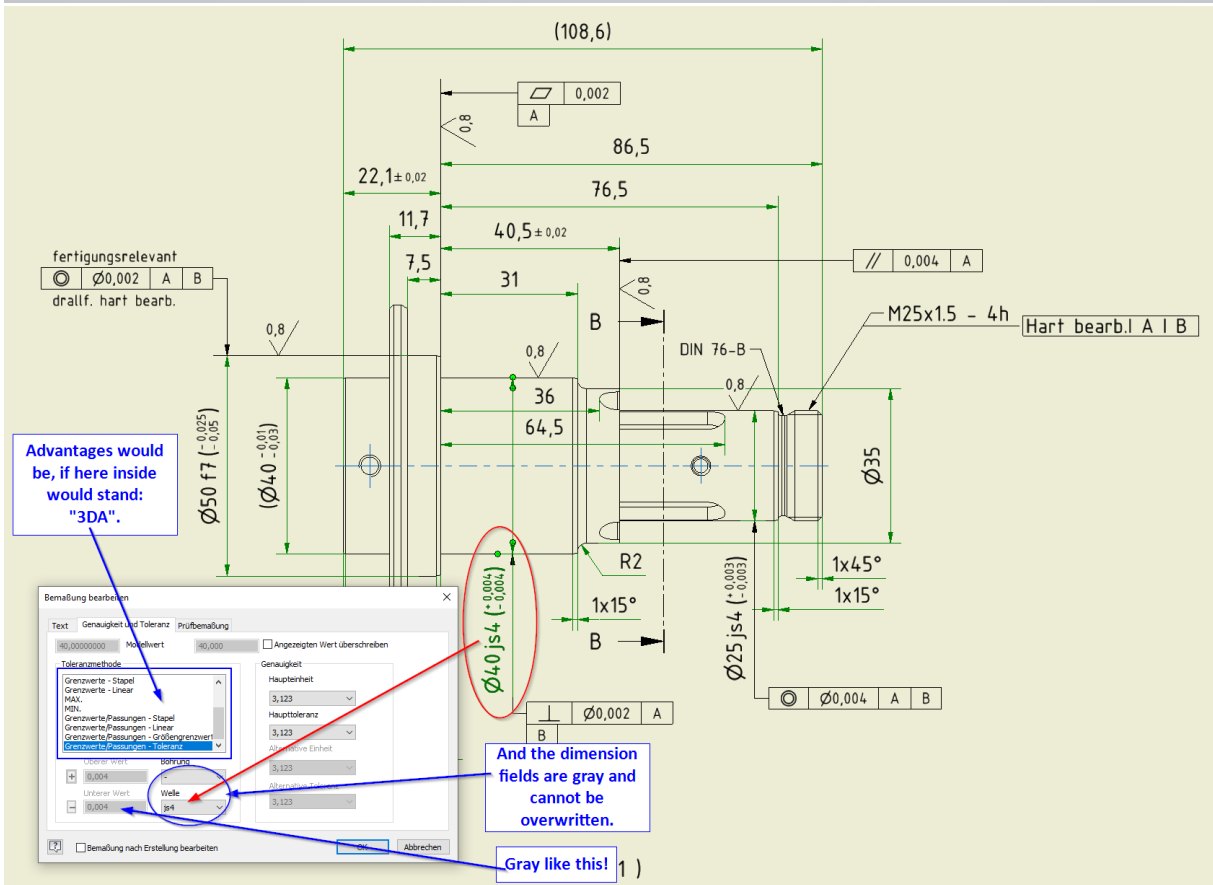 (108,6)
0,002
A
0,8
86,5
22,1± 0,02
76,5
11,7
40,5± 0,02
fertigungsrelevant
Ø0,002 A B
drallf. hart bearb.
7,5
31
// 0,004 A
0,8
B
M25x1.5 - 4h
Hart bearb.I A I B
DIN 76-B
0,8
0,8
0,8
36
64,5
Ø50 f7 (-0,025 -0,05)
(Ø40 -0,01 -0,03)
Ø35
Advantages would
be, if here inside
would stand:
"3DA".
R2
1x45°
1x15°
1x15°
B
Ø40 js4 (+0,004 -0,004)
Ø25 js4 (+0,003 -0,003)
Ø0,004 A B
Ø0,002 A
B
Bemaßung bearbeiten
Text Genauigkeit und Toleranz Prüfbemaßung
40,00000000 Modellwert 40,000 Angezeigten Wert überschreiben
Toleranzmethode
Grenzwerte - Stapel
Grenzwerte - Linear
MAX.
MIN.
Grenzwerte/Passungen - Stapel
Grenzwerte/Passungen - Linear
Grenzwerte/Passungen - Größengrenzwert
Grenzwerte/Passungen - Toleranz
Oberer Wert Bohrung
+ 0,004 -
Unterer Wert Welle
- 0,004 js4
Genauigkeit
Haupteinheit
3,123
Haupttoleranz
3,123
Alternative Einheit
3,123
Alternative Toleranz
3,123
Bemaßung nach Erstellung bearbeiten
OK Abbrechen
And the dimension
fields are gray and
cannot be
overwritten.
Gray like this!
1 )